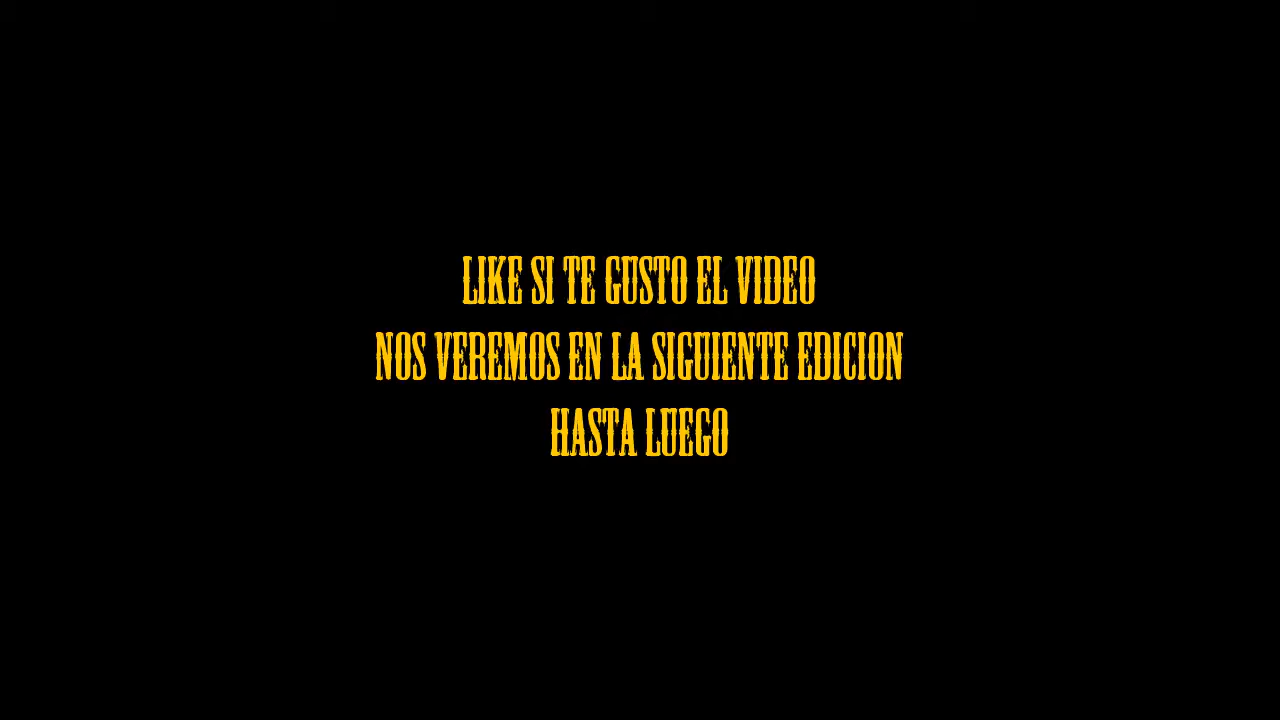 LIKE SI TE GUSTO EL VIDEO
NOS VEREMOS EN LA SIGUIENTE EDICION
HASTA LUEGO